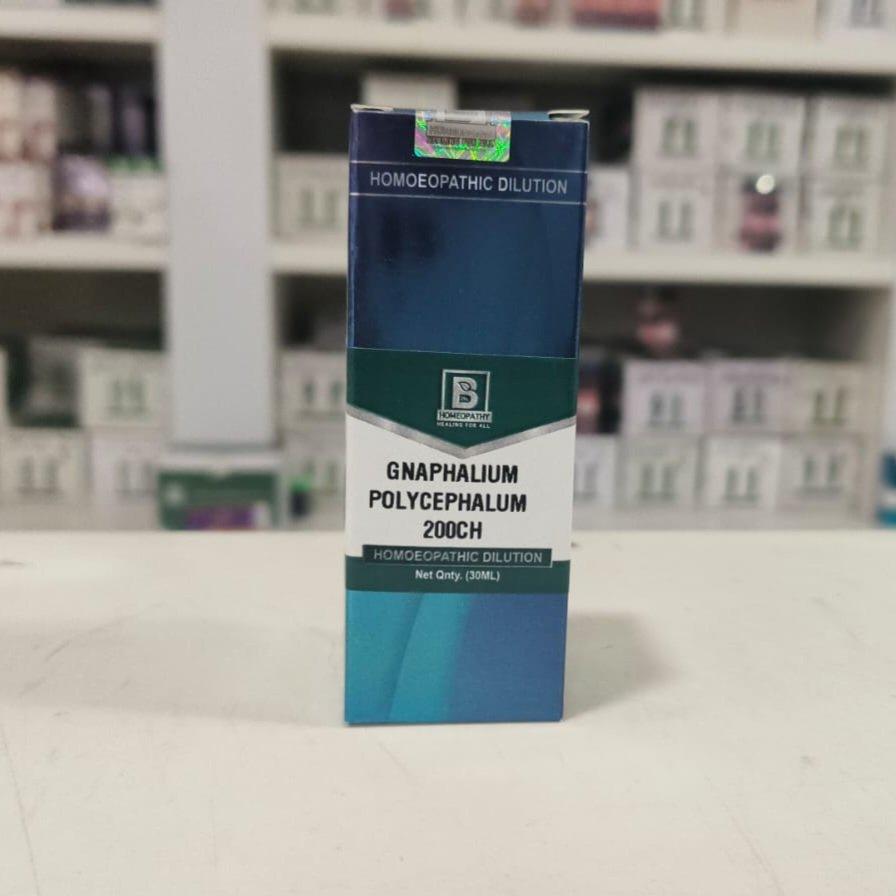 HOMOEOPATHIC DILUTION
B
HOMEOPATHY
HEALING FOR ALL
GNAPHALIUM
POLYCEPHALUM
200CH
HOMOEOPATHIC DILUTION
Net Qnty. (30ML)